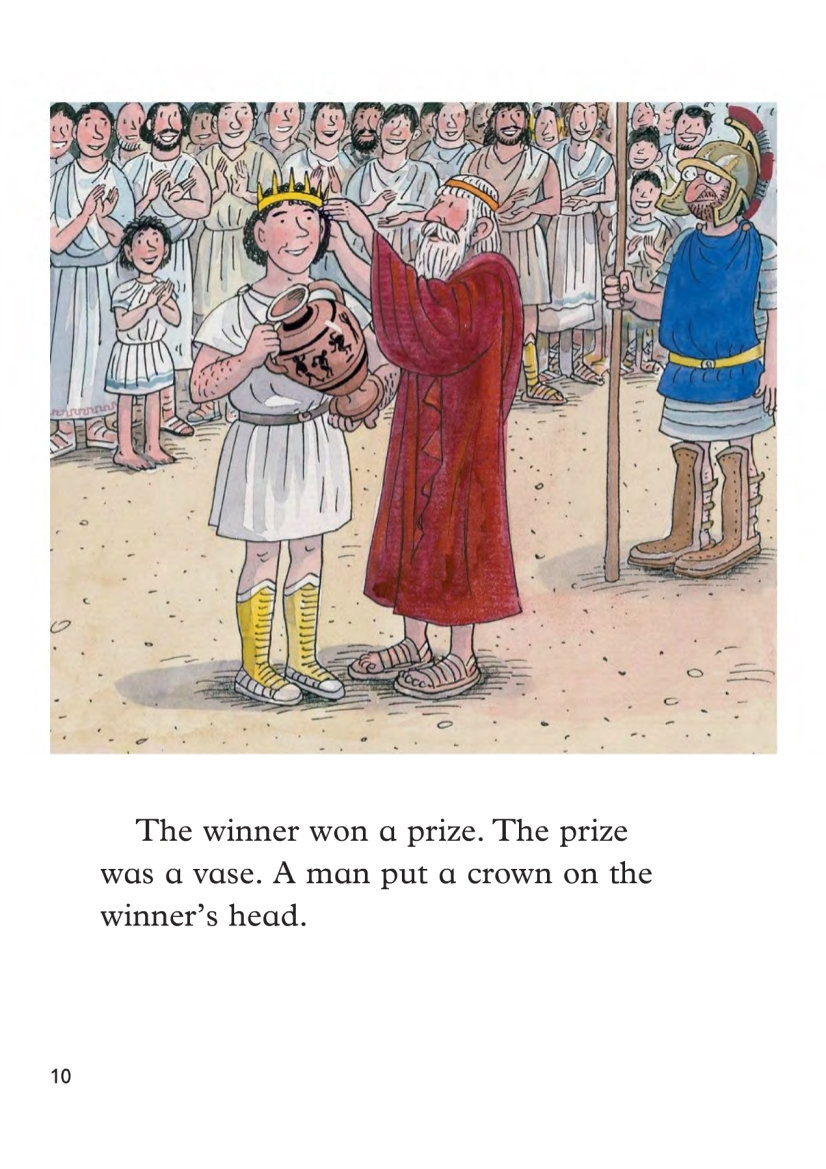 The winner won a prize. The prize
was a vase. A man put a crown on the
winner’s head.
10